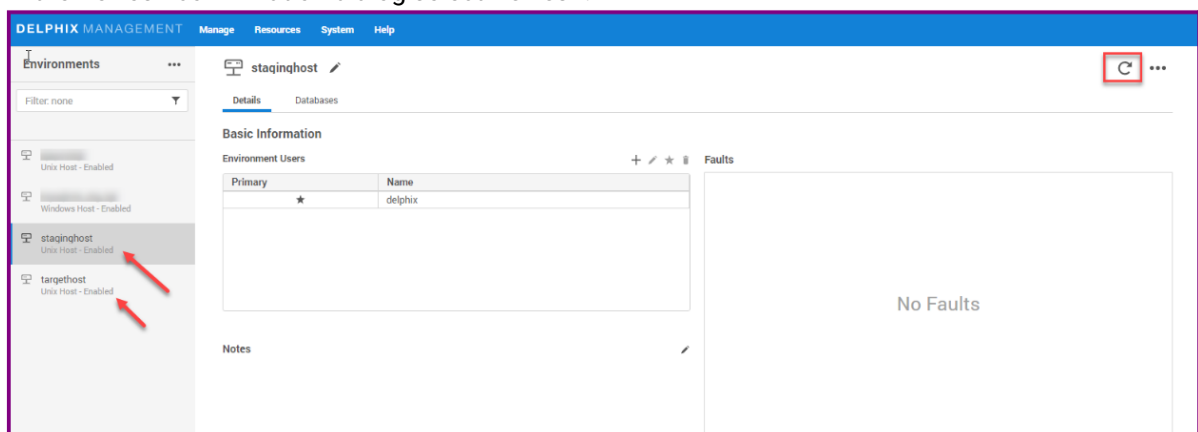 DELPHIX MANAGEMENT Manage Resources System Help
Environments
staginghost
Filter: none
Details Databases
Basic Information
Environment Users
Faults
Primary Name
delphix
Unix Host - Enabled
Windows Host - Enabled
staginghost
Unix Host - Enabled
targethost
Unix Host - Enabled
No Faults
Notes